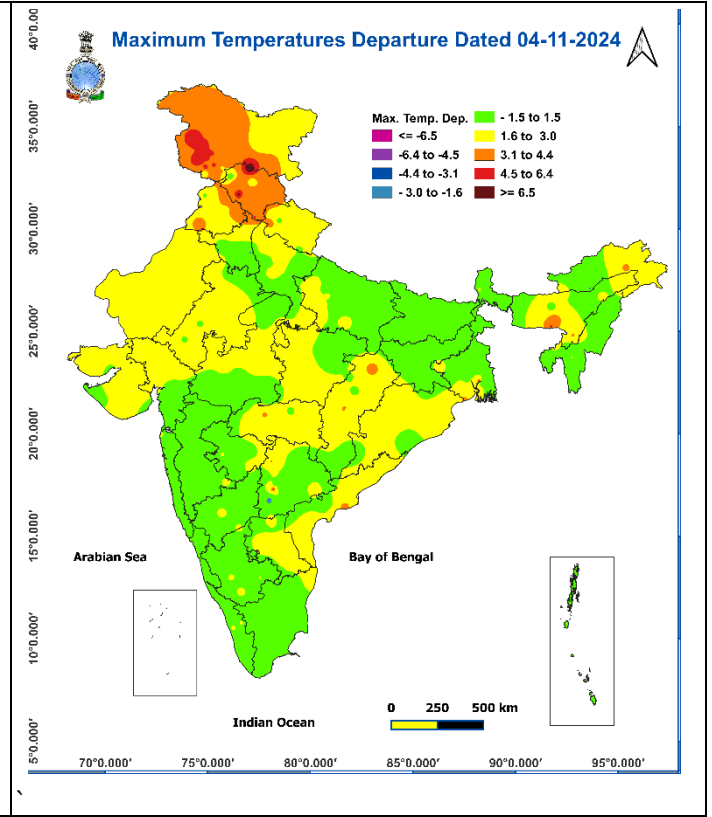 Maximum Temperatures Departure Dated 04-11-2024
Max. Temp. Dep.
<= -6.5
-6.4 to -4.5
-4.4 to -3.1
- 3.0 to -1.6
- 1.5 to 1.5
1.6 to 3.0
3.1 to 4.4
4.5 to 6.4
>= 6.5
40°0.000'
35°0.000'
30°0.000'
25°0.000'
20°0.000'
15°0.000'
10°0.000'
5°0.000'
Arabian Sea
Bay of Bengal
Indian Ocean
0 250 500 km
70°0.000' 75°0.000' 80°0.000' 85°0.000' 90°0.000' 95°0.000'
`